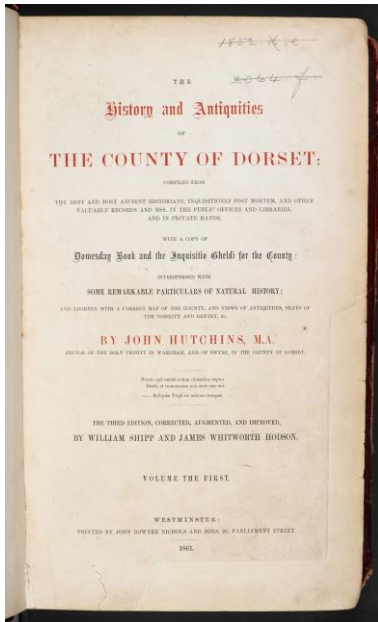 THE
History and Antiquities
OF
THE COUNTY OF DORSET:
COMPILED FROM
THE BEST AND MOST ANCIENT HISTORIANS, INQUISITIONES POST MORTEM, AND OTHER
VALUABLE RECORDS AND MSS. IN THE PUBLIC OFFICES AND LIBRARIES,
AND IN PRIVATE HANDS.
WITH A COPY OF
Domesday Book and the Inquisitio Gheldi for the County:
INTERSPERSED WITH
SOME REMARKABLE PARTICULARS OF NATURAL HISTORY;
AND ADORNED WITH A CORRECT MAP OF THE COUNTY, AND VIEWS OF ANTIQUITIES, SEATS OF
THE NOBILITY AND GENTRY, &c.
BY JOHN HUTCHINS, M.A.
RECTOR OF THE HOLY TRINITY IN WAREHAM, AND OF SWYRE, IN THE COUNTY OF DORSET.
THE THIRD EDITION, CORRECTED, AUGMENTED, AND IMPROVED,
BY WILLIAM SHIPP AND JAMES WHITWORTH HODSON.
VOLUME THE FIRST.
WESTMINSTER:
PRINTED BY JOHN BOWYER NICHOLS AND SONS, 25, PARLIAMENT STREET.
1861.